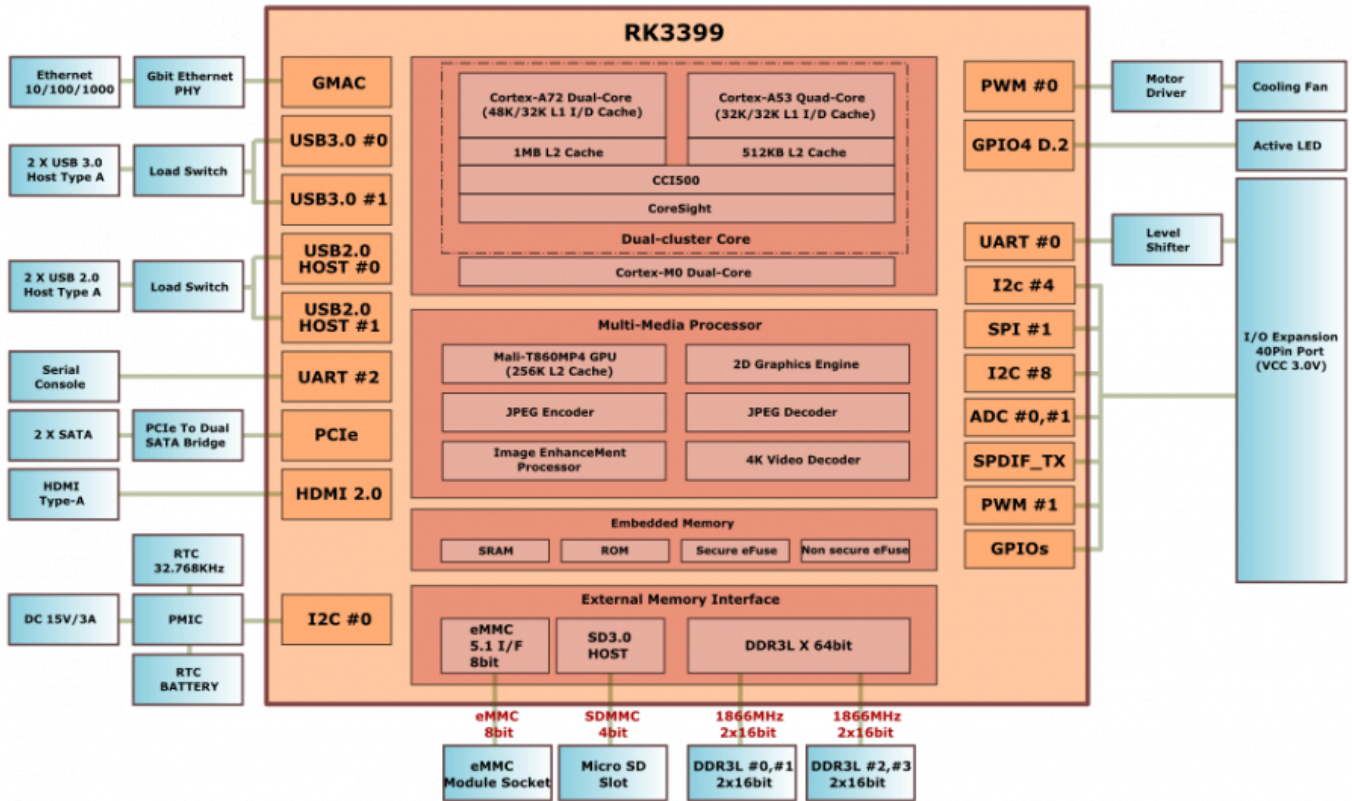 RK3399
Ethernet
10/100/1000
Gbit Ethernet
PHY
GMAC
2 X USB 3.0
Host Type A
Load Switch
USB3.0 #0
USB3.0 #1
2 X USB 2.0
Host Type A
Load Switch
USB2.0
HOST #0
USB2.0
HOST #1
Serial
Console
UART #2
2 X SATA
PCIe To Dual
SATA Bridge
PCIe
HDMI
Type-A
HDMI 2.0
RTC
32.768KHz
DC 15V/3A
PMIC
I2C #0
RTC
BATTERY
Cortex-A72 Dual-Core
(48K/32K L1 I/D Cache)
Cortex-A53 Quad-Core
(32K/32K L1 I/D Cache)
1MB L2 Cache
512KB L2 Cache
CCI500
CoreSight
Dual-cluster Core
Cortex-M0 Dual-Core
Multi-Media Processor
Mali-T860MP4 GPU
(256K L2 Cache)
2D Graphics Engine
JPEG Encoder
JPEG Decoder
Image EnhanceMent
Processor
4K Video Decoder
Embedded Memory
SRAM
ROM
Secure eFuse
Non secure eFuse
External Memory Interface
eMMC
5.1 I/F
8bit
SD3.0
HOST
DDR3L X 64bit
eMMC
8bit
SDMMC
4bit
1866MHz
2x16bit
1866MHz
2x16bit
eMMC
Module Socket
Micro SD
Slot
DDR3L #0,#1
2x16bit
DDR3L #2,#3
2x16bit
PWM #0
Motor
Driver
Cooling Fan
GPIO4 D.2
Active LED
UART #0
Level
Shifter
I2c #4
SPI #1
I2C #8
ADC #0,#1
SPDIF_TX
PWM #1
GPIOs
I/O Expansion
40Pin Port
(VCC 3.0V)